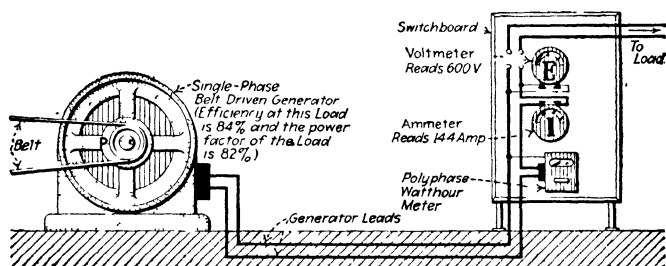 Switchboard
Voltmeter
Reads 600V
E
To
Load
Single-Phase
Belt Driven Generator
(Efficiency at this Load
is 84% and the power
factor of the Load
is 82%)
Ammeter
Reads 144 Amp
I
Belt
Polyphase
Watthour
Meter
Generator Leads